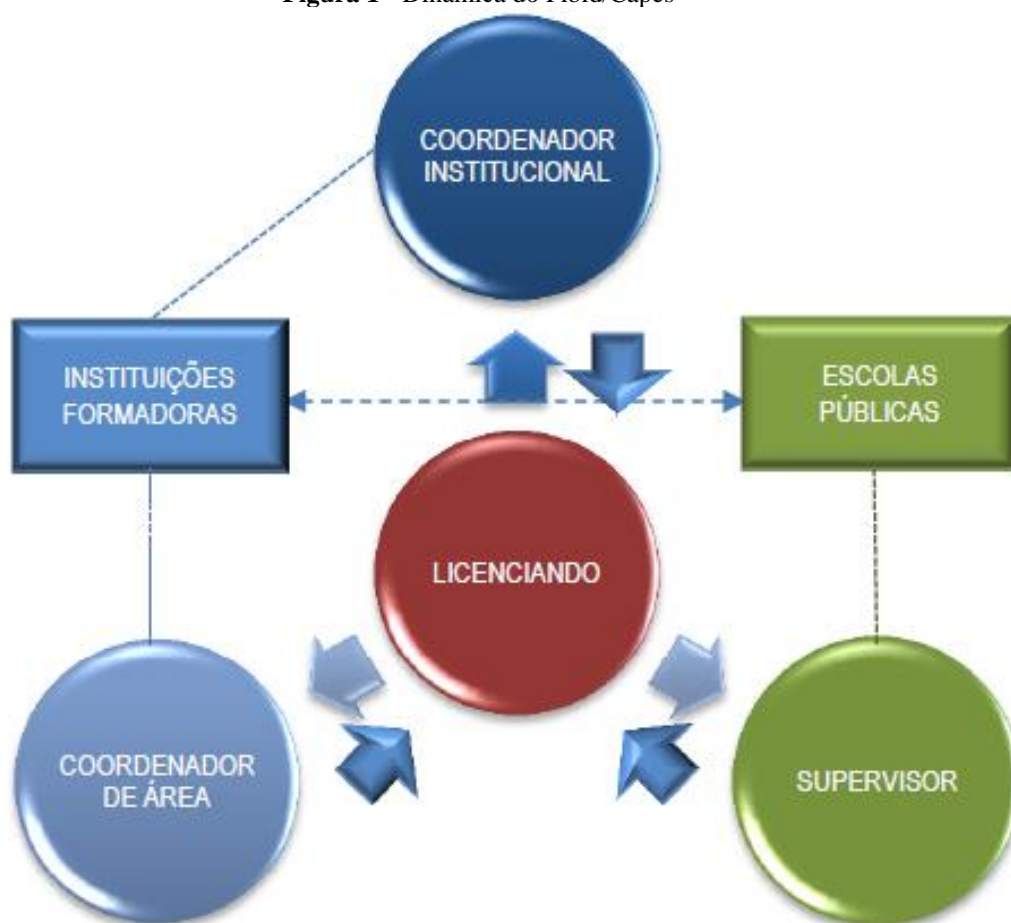 Figura 1 - Dinâmica do Pibid/Capes
COORDENADOR
INSTITUCIONAL
INSTITUIÇÕES
FORMADORAS
ESCOLAS
PÚBLICAS
LICENCIANDO
COORDENADOR
DE ÁREA
SUPERVISOR